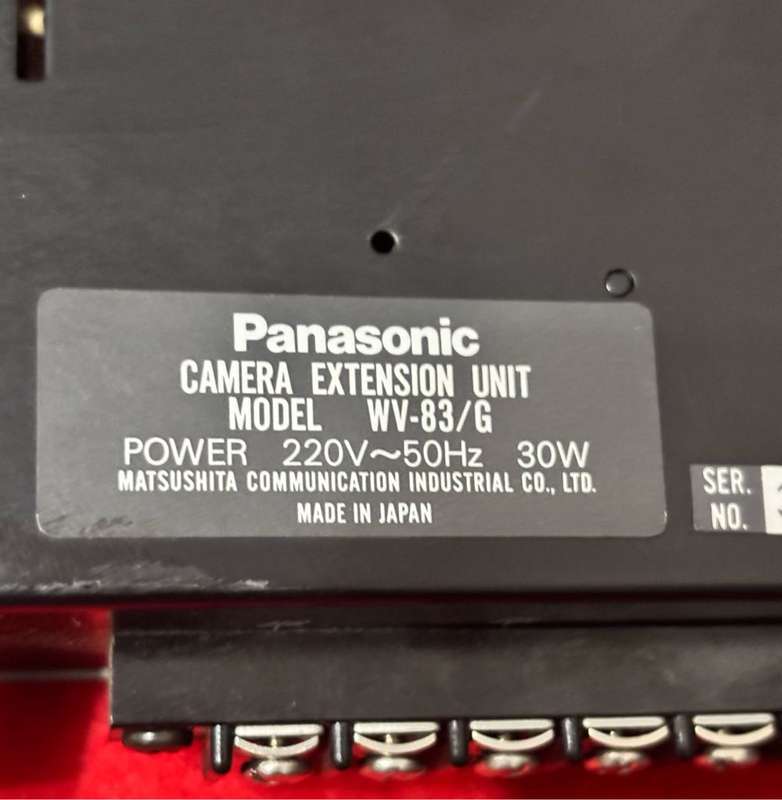 Panasonic
CAMERA EXTENSION UNIT
MODEL WV-83/G
POWER 220V~50Hz 30W
MATSUSHITA COMMUNICATION INDUSTRIAL CO., LTD.
MADE IN JAPAN
SER.
NO.